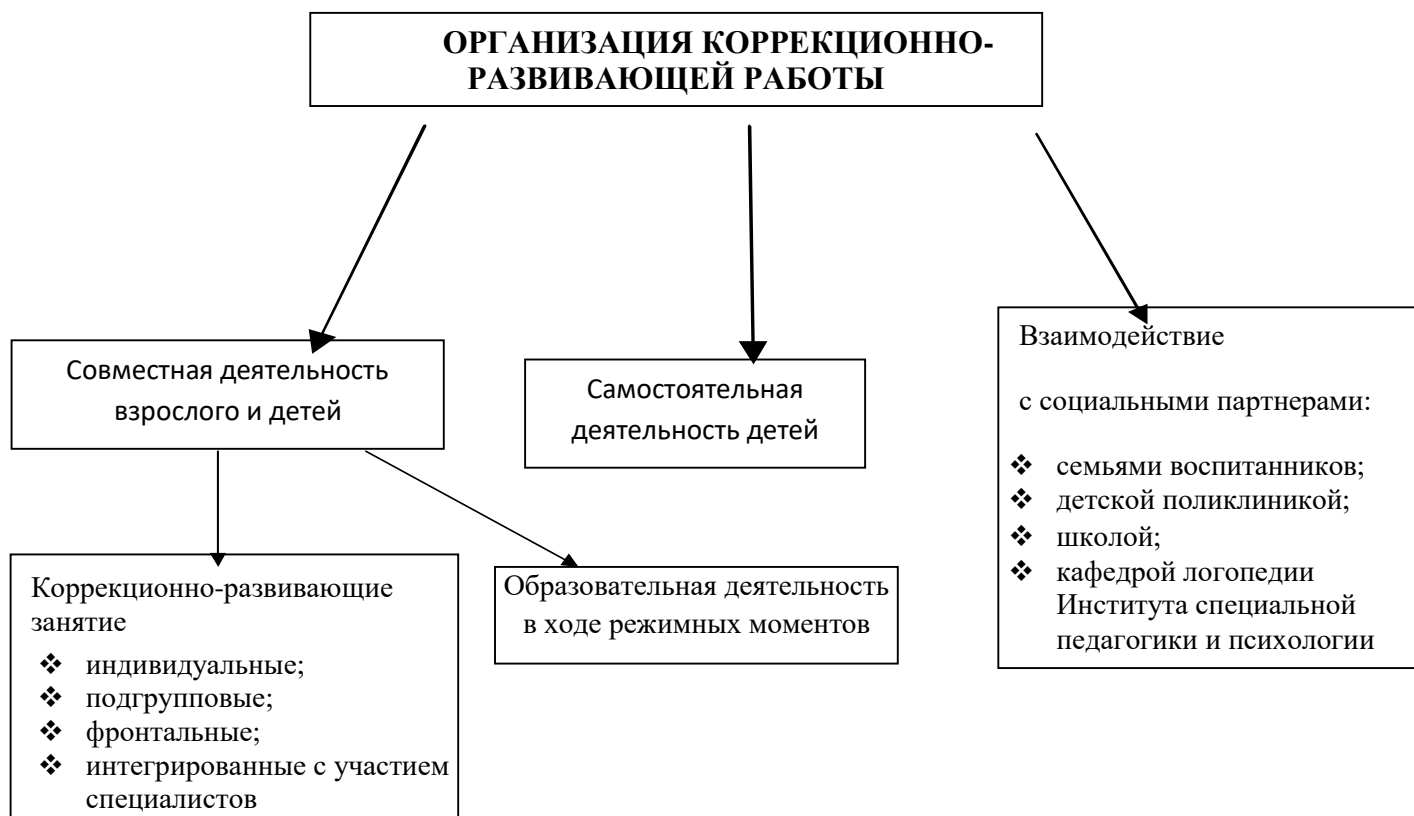 ОРГАНИЗАЦИЯ КОРРЕКЦИОННО-
РАЗВИВАЮЩЕЙ РАБОТЫ
Совместная деятельность
взрослого и детей
Самостоятельная
деятельность детей
Взаимодействие
с социальными партнерами:
❖ семьями воспитанников;
❖ детской поликлиникой;
❖ школой;
❖ кафедрой логопедии
Института специальной
педагогики и психологии
Коррекционно-развивающие
занятие
❖ индивидуальные;
❖ подгрупповые;
❖ фронтальные;
❖ интегрированные с участием
специалистов
Образовательная деятельность
в ходе режимных моментов